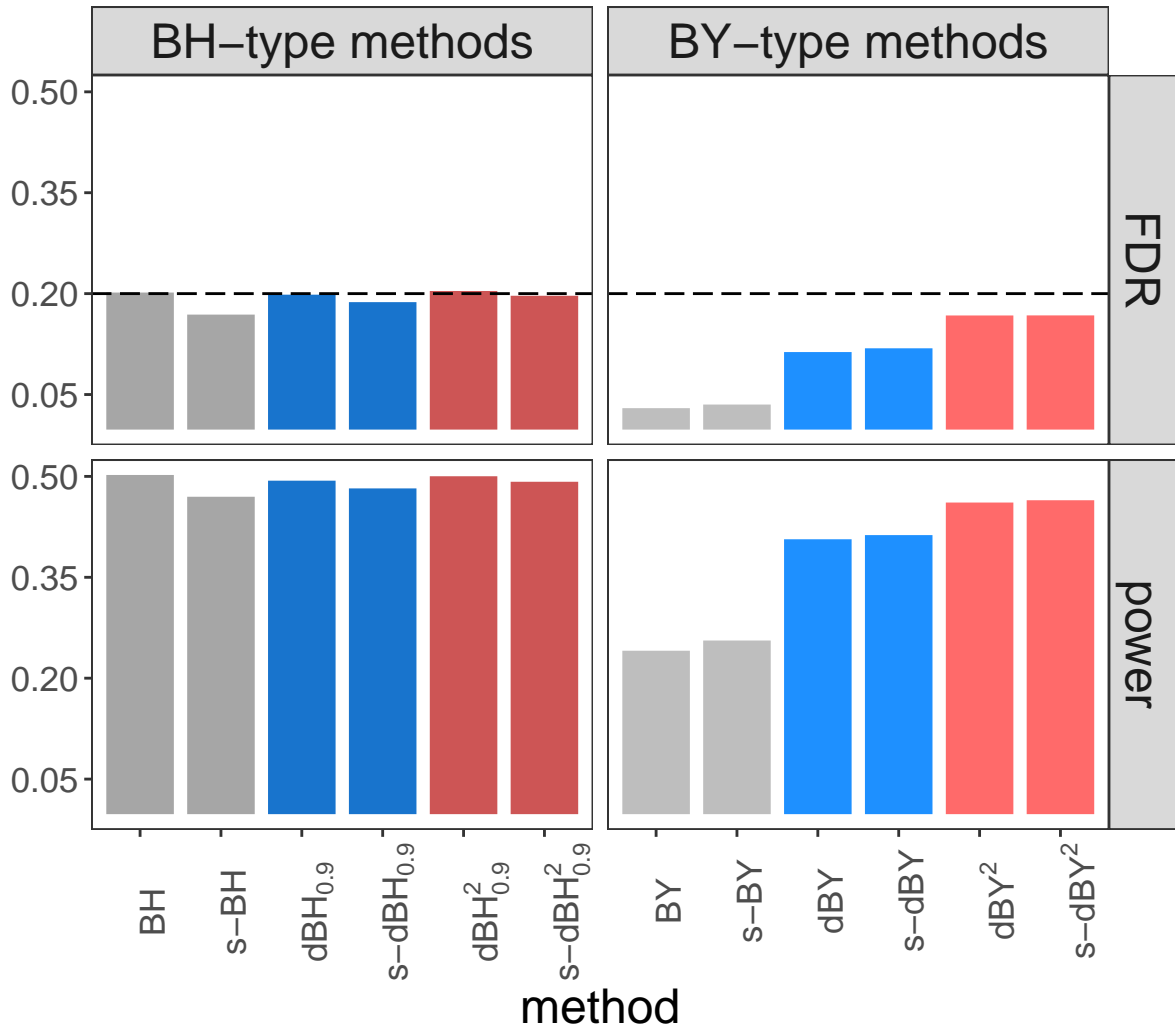 BH−type methods
BY−type methods
0.50
0.35
0.20
0.05
FDR
0.50
0.35
0.20
0.05
power
BH
s−BH
dBH₀.₉
s−dBH₀.₉
dBH²₀.₉
s−dBH²₀.₉
BY
s−BY
dBY
s−dBY
dBY²
s−dBY²
method